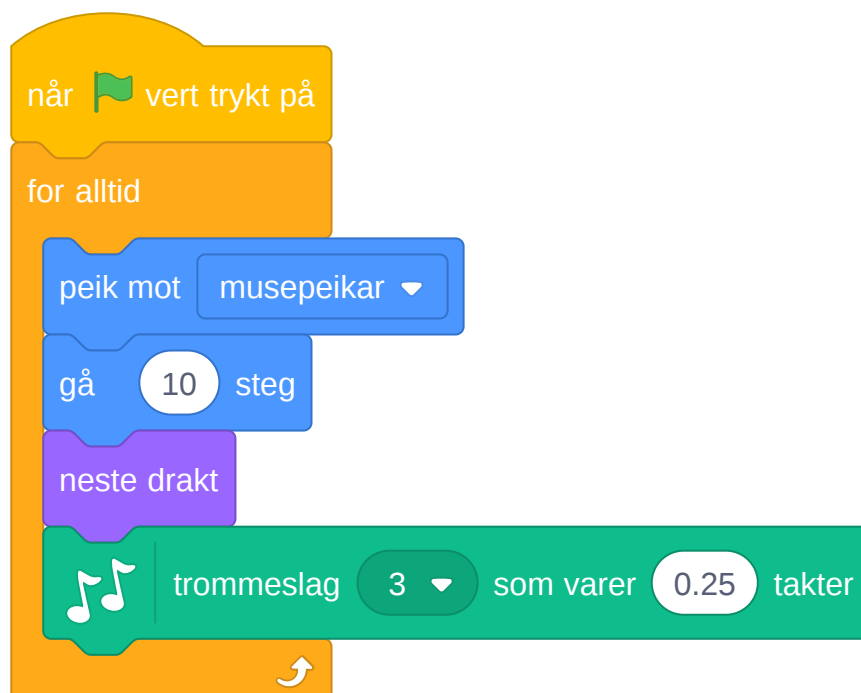 når vert trykt på
for alltid
peik mot musepeikar
gå 10 steg
neste drakt
trommeslag 3 som varer 0.25 takter